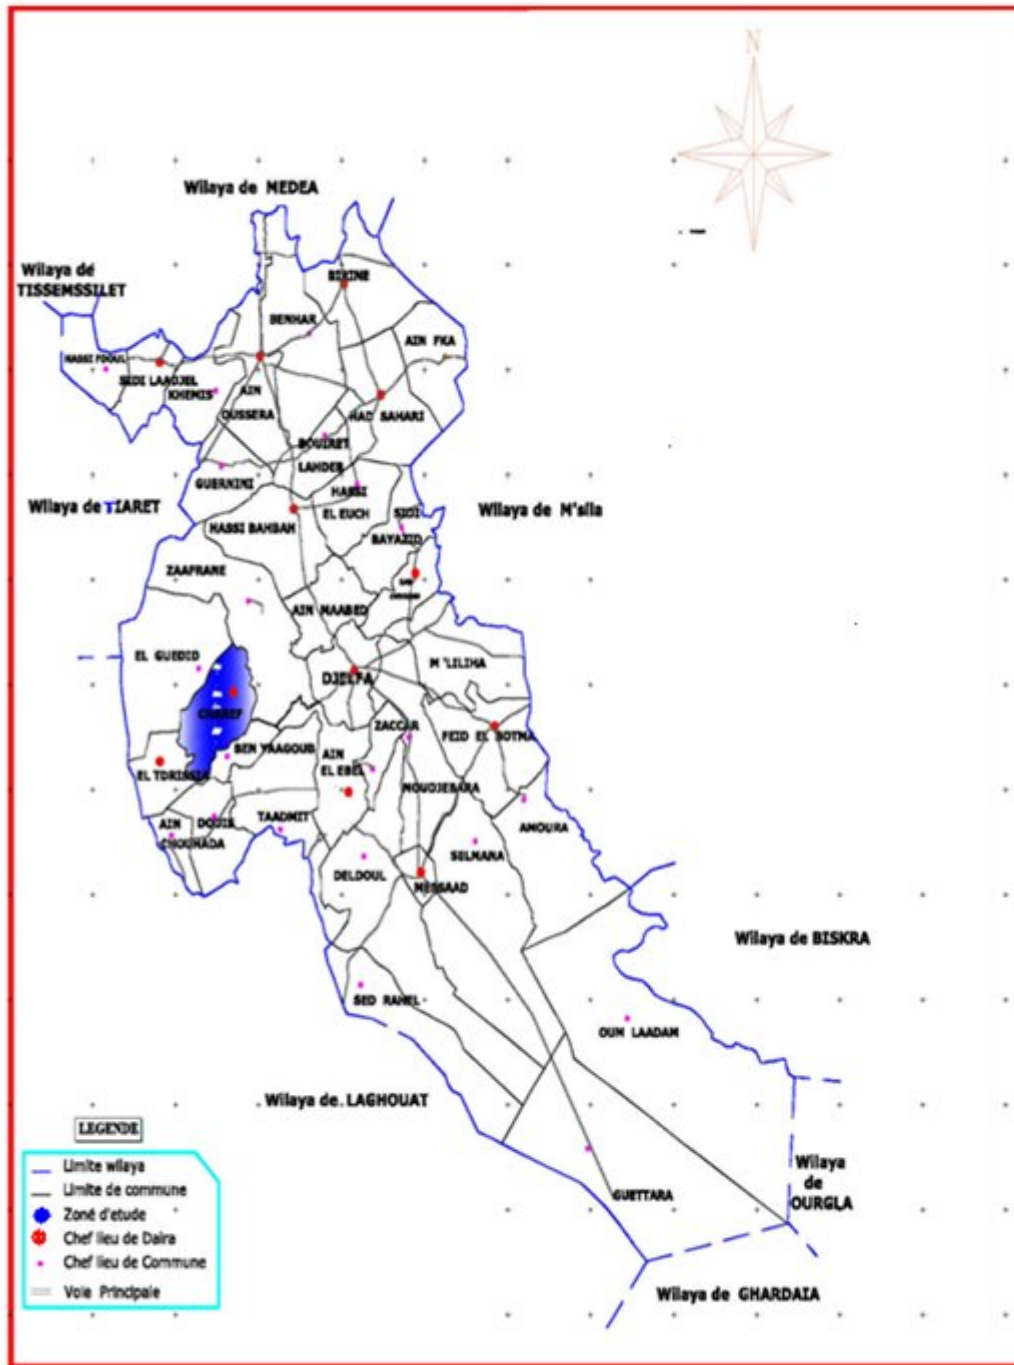 N
Wilaya de MEDEA
Wilaya de
TISSEMSSILET
BIRINE
BENHAR
AIN FKA
HASSI FDOUL
SIDI LAADJEL
KHEMIS
AIN
OUSSERA
HAD SAHARI
BOUIRET
LAHDEB
GUERNINI
HASSI
EL EUCH
Wilaya de TIARET
Wilaya de M'sila
SIDI
BAYAZID
HASSI BAHBAH
ZAAFRANE
AIN MAABED
EL GUEDID
M'LILIHA
DJELFA
CHAREF
ZACCAR
FEID EL BOTMA
BEN YAAGOUB
AIN
EL EBEL
EL IDRISSIA
MOUDJEBARA
AMOURA
TAADMIT
DOUIS
AIN
CHOUHADA
SELMANA
DELDOUL
MESSAAD
Wilaya de BISKRA
SED RAHEL
OUM LAADAM
Wilaya de. LAGHOUAT
LEGENDE
Limite wilaya
Limite de commune
Zoné d'etude
Chef lieu de Daira
Chef lieu de Commune
Voie Principale
Wilaya
de
OURGLA
GUETTARA
Wilaya de GHARDAIA